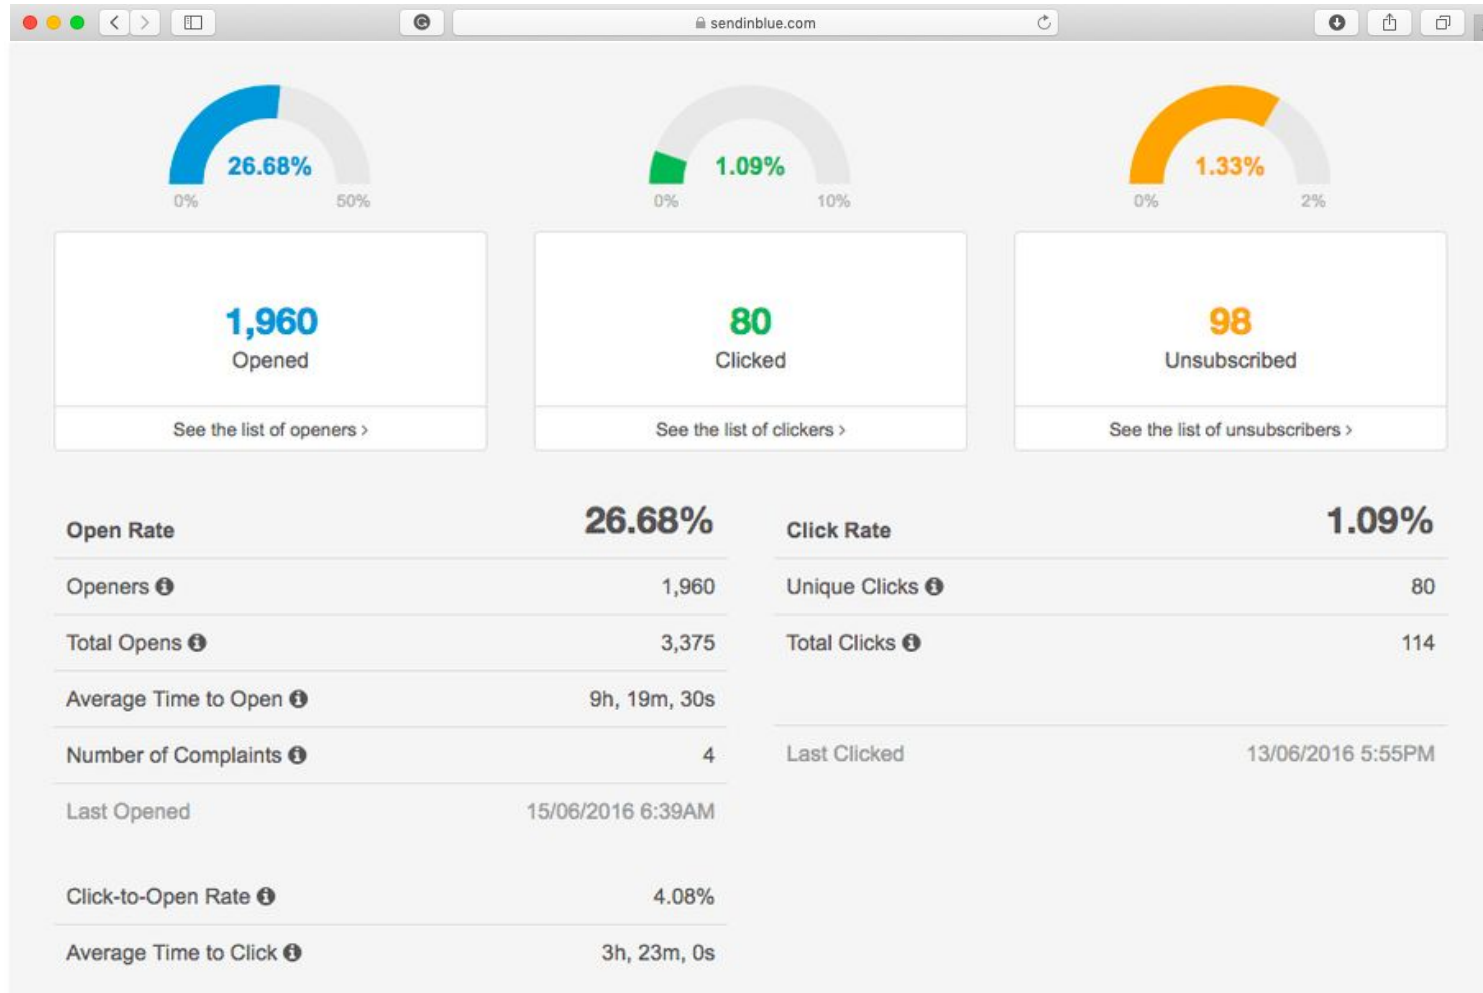 sendinblue.com
26.68%
0% 50%
1.09%
0% 10%
1.33%
0% 2%
1,960
Opened
See the list of openers >
80
Clicked
See the list of clickers >
98
Unsubscribed
See the list of unsubscribers >
Open Rate 26.68%
Openers 1,960
Total Opens 3,375
Average Time to Open 9h, 19m, 30s
Number of Complaints 4
Last Opened 15/06/2016 6:39AM
Click-to-Open Rate 4.08%
Average Time to Click 3h, 23m, 0s
Click Rate 1.09%
Unique Clicks 80
Total Clicks 114
Last Clicked 13/06/2016 5:55PM